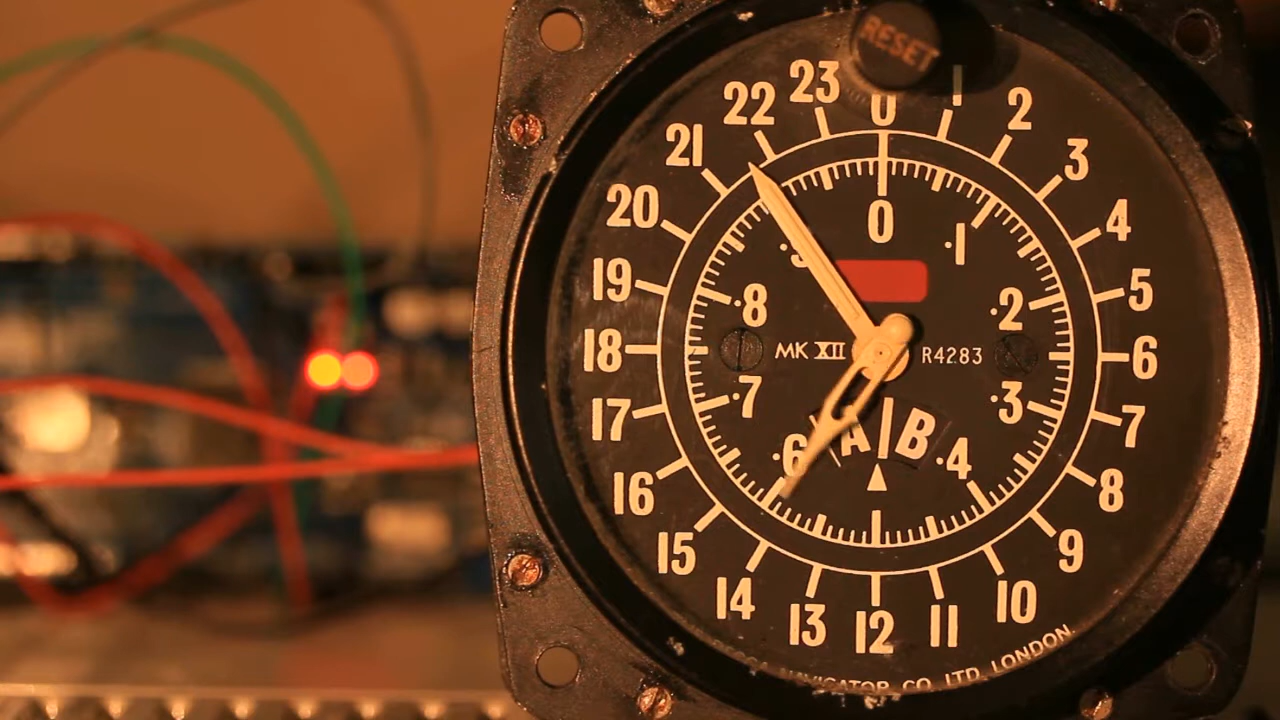 RESET
23 0 1
22 2
21 3
20 4
19 5
18 6
17 7
16 8
15 9
14 10
13 12 11
0
.1
.8 .2
MK XII R4283
.7 .3
.6 A B .4
NAVIGATOR CO. LTD. LONDON.